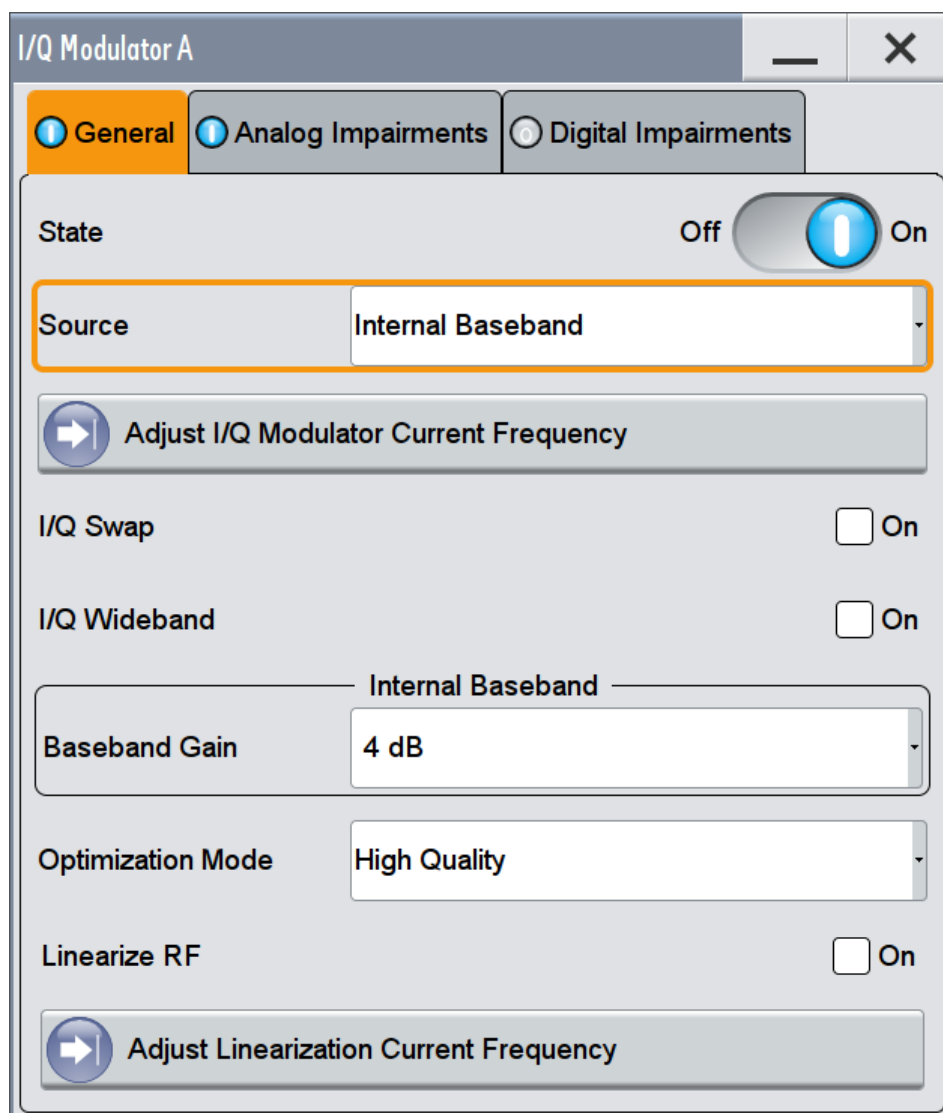 I/Q Modulator A
General Analog Impairments Digital Impairments
State Off On
Source Internal Baseband
Adjust I/Q Modulator Current Frequency
I/Q Swap On
I/Q Wideband On
Internal Baseband
Baseband Gain 4 dB
Optimization Mode High Quality
Linearize RF On
Adjust Linearization Current Frequency